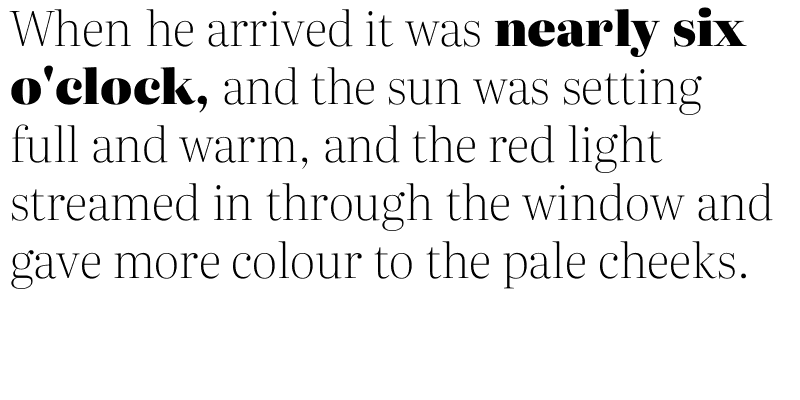 When he arrived it was nearly six
o'clock, and the sun was setting
full and warm, and the red light
streamed in through the window and
gave more colour to the pale cheeks.